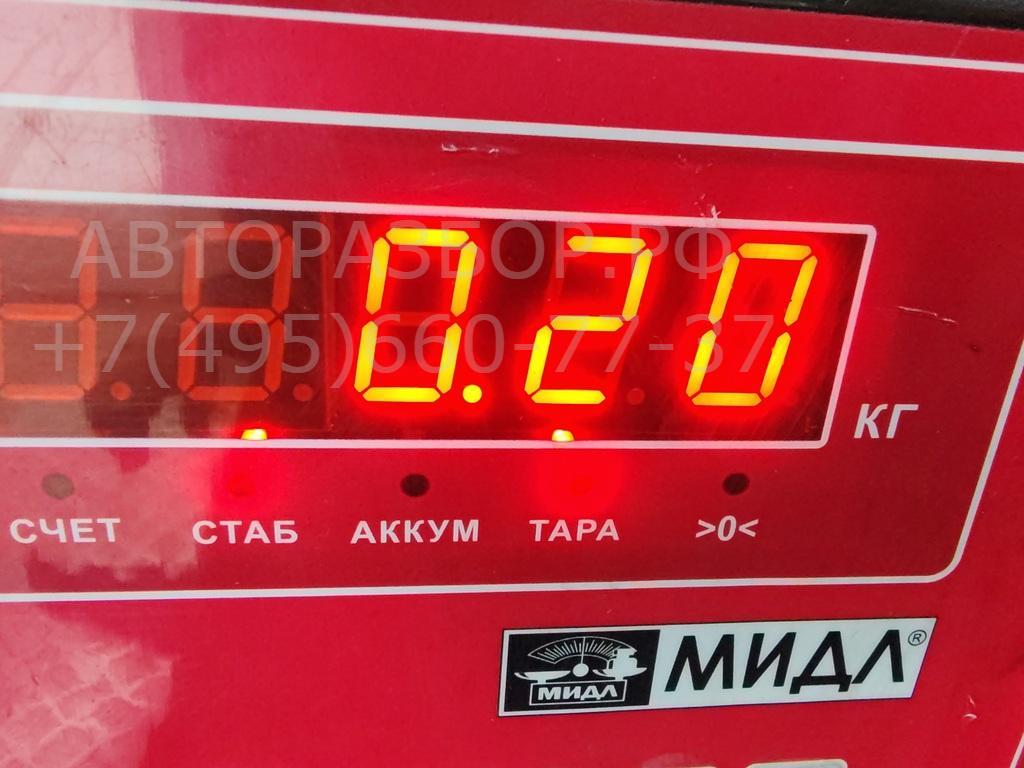 АВТОРАЗБОР.РФ
+7(495)660-77-37
0.20
КГ
СЧЕТ СТАБ АККУМ ТАРА >0<
МИДЛ МИДЛ®